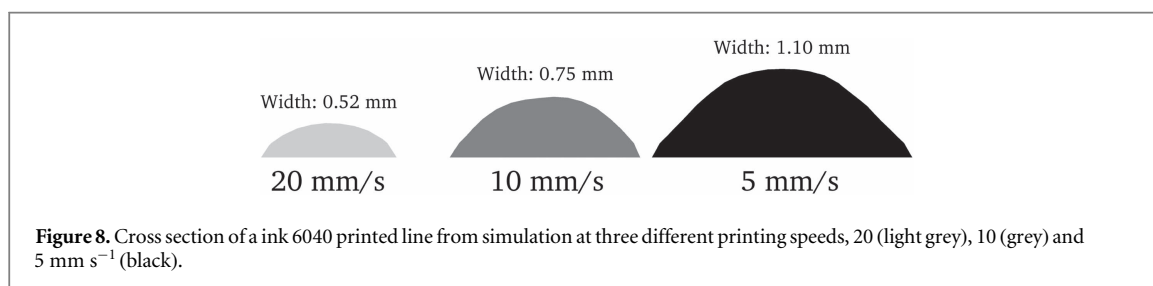 Width: 1.10 mm
Width: 0.75 mm
Width: 0.52 mm
20 mm/s
10 mm/s
5 mm/s
Figure 8. Cross section of a ink 6040 printed line from simulation at three different printing speeds, 20 (light grey), 10 (grey) and
5 mm s⁻¹ (black).